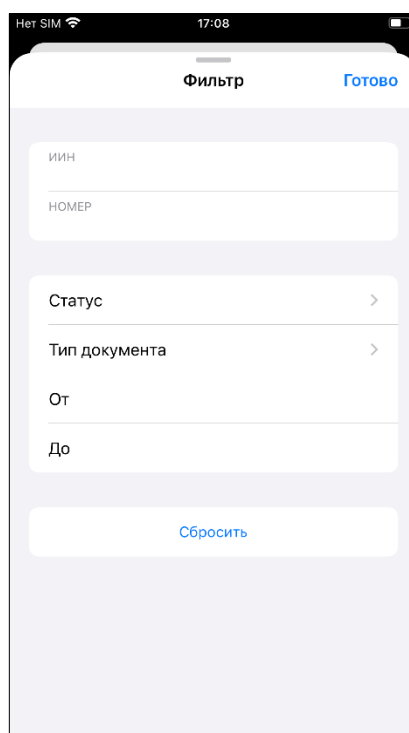 Нет SIM 17:08
Фильтр Готово
ИИН
НОМЕР
Статус
Тип документа
От
До
Сбросить